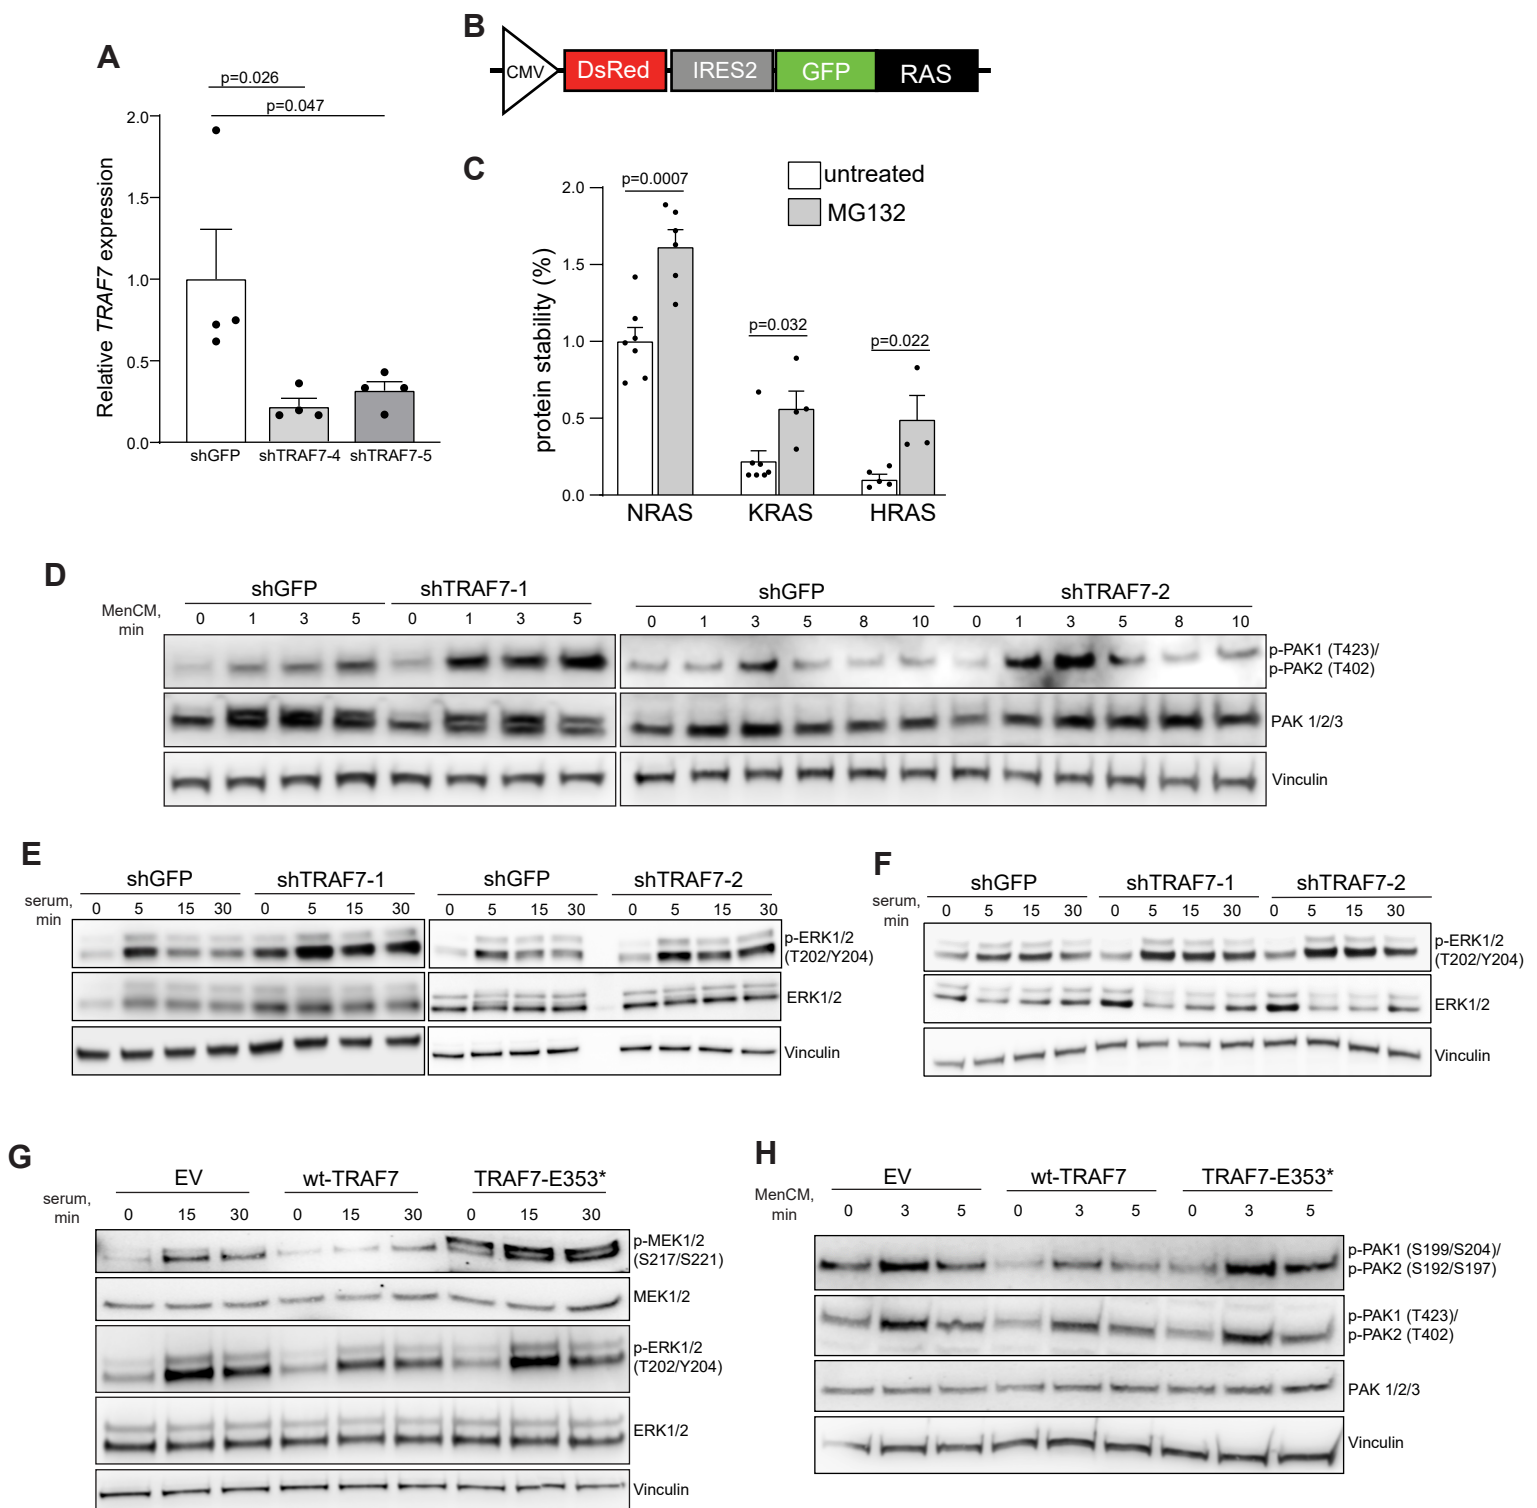 A
p=0.026
p=0.047
Relative TRAF7 expression
2.0
1.5
1.0
0.5
0.0
shGFP shTRAF7-4 shTRAF7-5
B
CMV DsRed IRES2 GFP RAS
C
untreated
MG132
protein stability (%)
2.0
1.5
1.0
0.5
0.0
p=0.0007
p=0.032
p=0.022
NRAS KRAS HRAS
D
shGFP shTRAF7-1 shGFP shTRAF7-2
MenCM,
min
0 1 3 5 0 1 3 5 0 1 3 5 8 10 0 1 3 5 8 10
p-PAK1 (T423)/
p-PAK2 (T402)
PAK 1/2/3
Vinculin
E
shGFP shTRAF7-1 shGFP shTRAF7-2
serum,
min
0 5 15 30 0 5 15 30 0 5 15 30 0 5 15 30
p-ERK1/2
(T202/Y204)
ERK1/2
Vinculin
F
shGFP shTRAF7-1 shTRAF7-2
serum,
min
0 5 15 30 0 5 15 30 0 5 15 30
p-ERK1/2
(T202/Y204)
ERK1/2
Vinculin
G
EV wt-TRAF7 TRAF7-E353*
serum,
min
0 15 30 0 15 30 0 15 30
p-MEK1/2
(S217/S221)
MEK1/2
p-ERK1/2
(T202/Y204)
ERK1/2
Vinculin
H
EV wt-TRAF7 TRAF7-E353*
MenCM,
min
0 3 5 0 3 5 0 3 5
p-PAK1 (S199/S204)/
p-PAK2 (S192/S197)
p-PAK1 (T423)/
p-PAK2 (T402)
PAK 1/2/3
Vinculin